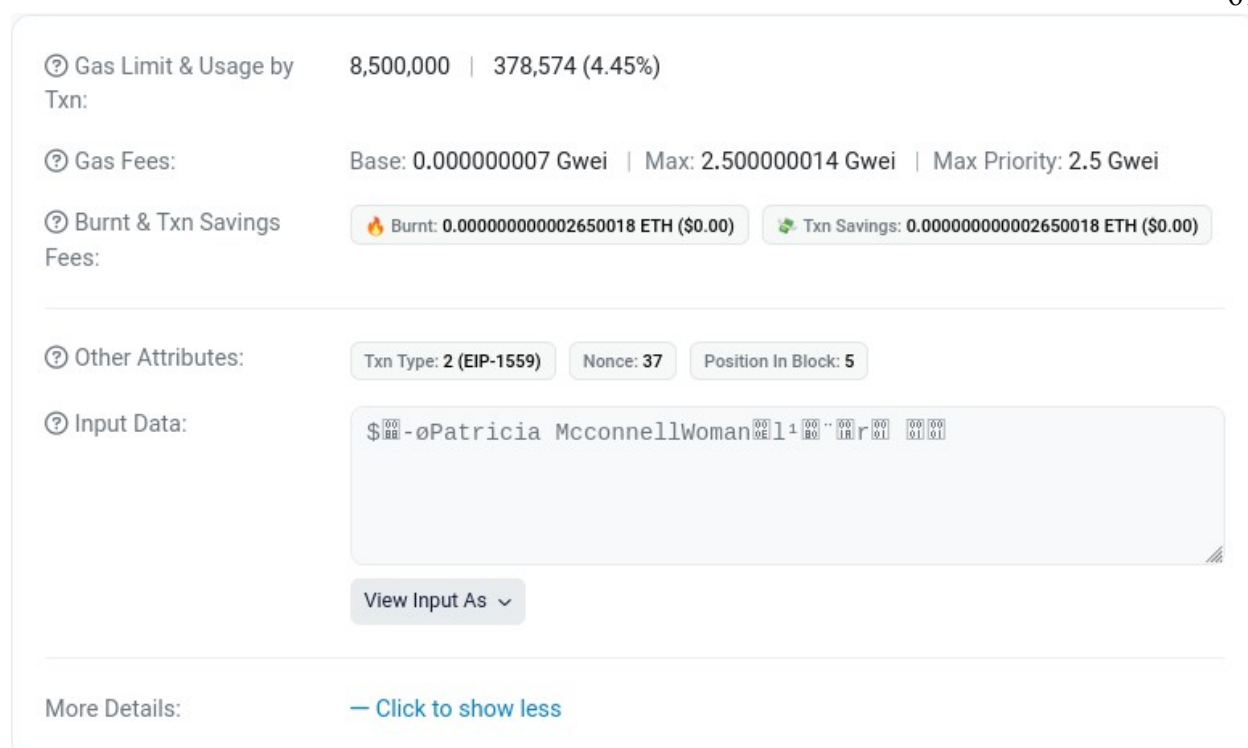 Gas Limit & Usage by Txn: 8,500,000 | 378,574 (4.45%)
Gas Fees: Base: 0.000000007 Gwei | Max: 2.500000014 Gwei | Max Priority: 2.5 Gwei
Burnt & Txn Savings Fees: Burnt: 0.000000000002650018 ETH ($0.00) Txn Savings: 0.000000000002650018 ETH ($0.00)
Other Attributes: Txn Type: 2 (EIP-1559) Nonce: 37 Position In Block: 5
Input Data: $-øPatricia McconnellWomanl¹¨r
View Input As
More Details: — Click to show less